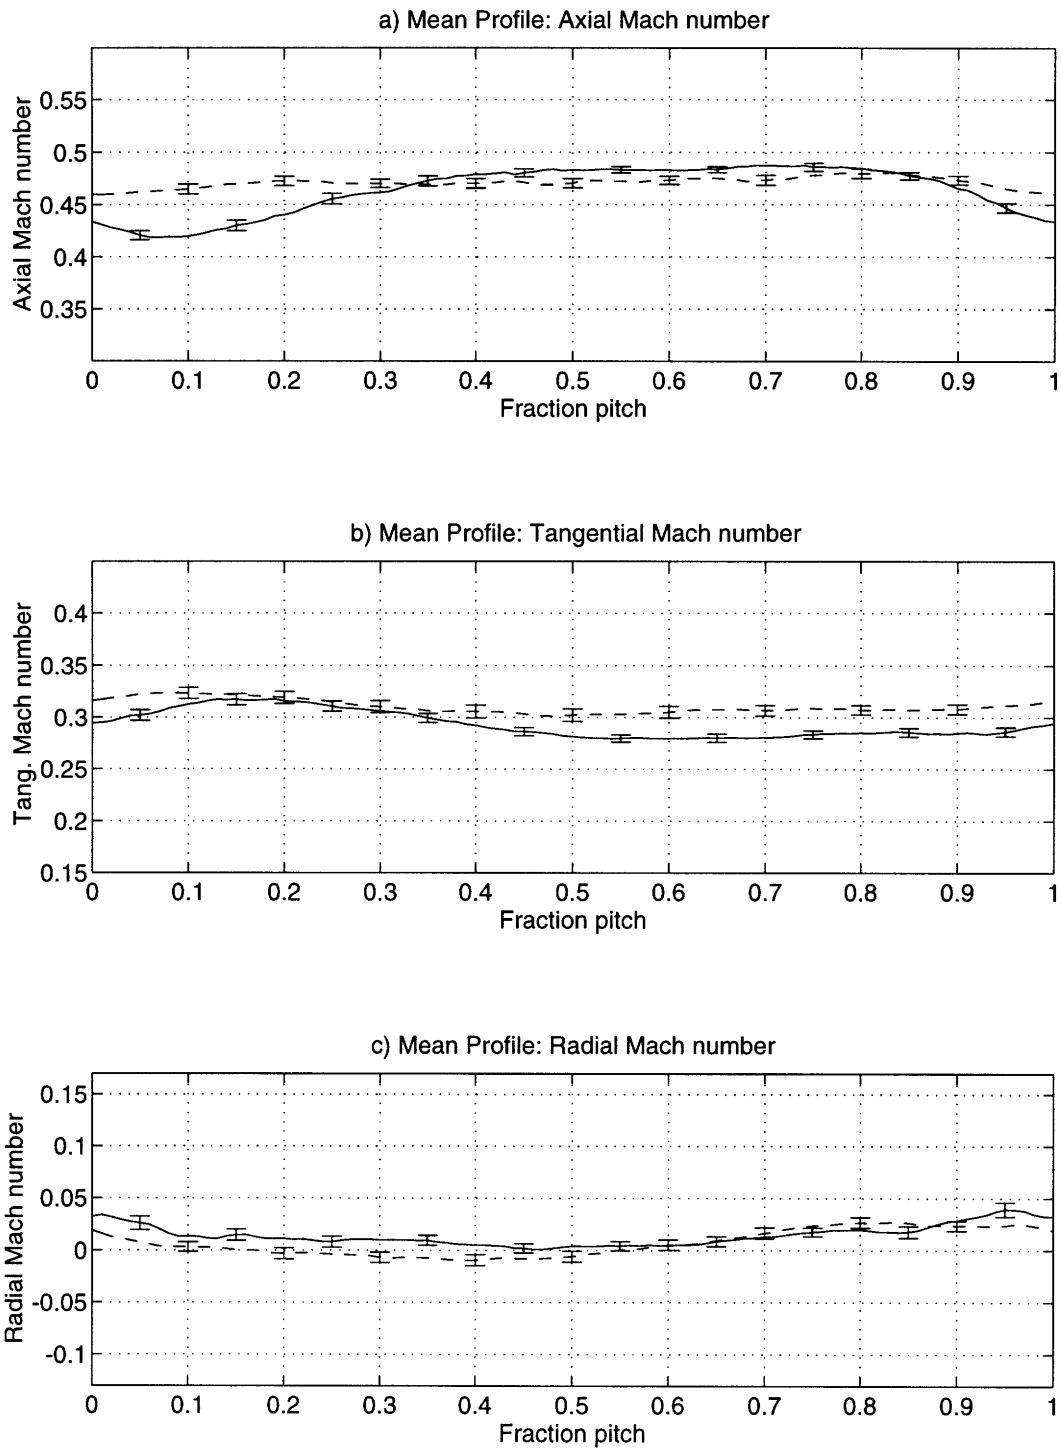 a) Mean Profile: Axial Mach number
Axial Mach number
0.55
0.5
0.45
0.4
0.35
0 0.1 0.2 0.3 0.4 0.5 0.6 0.7 0.8 0.9 1
Fraction pitch
b) Mean Profile: Tangential Mach number
Tang. Mach number
0.4
0.35
0.3
0.25
0.2
0.15
0 0.1 0.2 0.3 0.4 0.5 0.6 0.7 0.8 0.9 1
Fraction pitch
c) Mean Profile: Radial Mach number
Radial Mach number
0.15
0.1
0.05
0
-0.05
-0.1
0 0.1 0.2 0.3 0.4 0.5 0.6 0.7 0.8 0.9 1
Fraction pitch